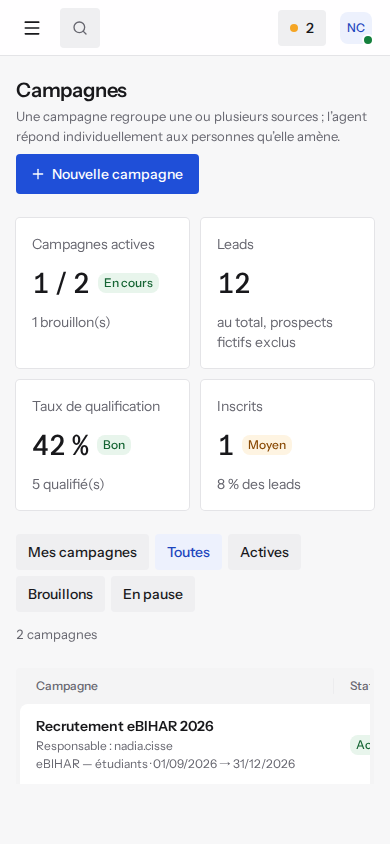 2
NC
Campagnes
Une campagne regroupe une ou plusieurs sources ; l'agent
répond individuellement aux personnes qu'elle amène.
Nouvelle campagne
Campagnes actives
1 / 2 En cours
1 brouillon(s)
Leads
12
au total, prospects
fictifs exclus
Taux de qualification
42 % Bon
5 qualifié(s)
Inscrits
1 Moyen
8 % des leads
Mes campagnes Toutes Actives
Brouillons En pause
2 campagnes
Campagne
Recrutement eBIHAR 2026
Responsable : nadia.cisse
eBIHAR — étudiants · 01/09/2026 → 31/12/2026